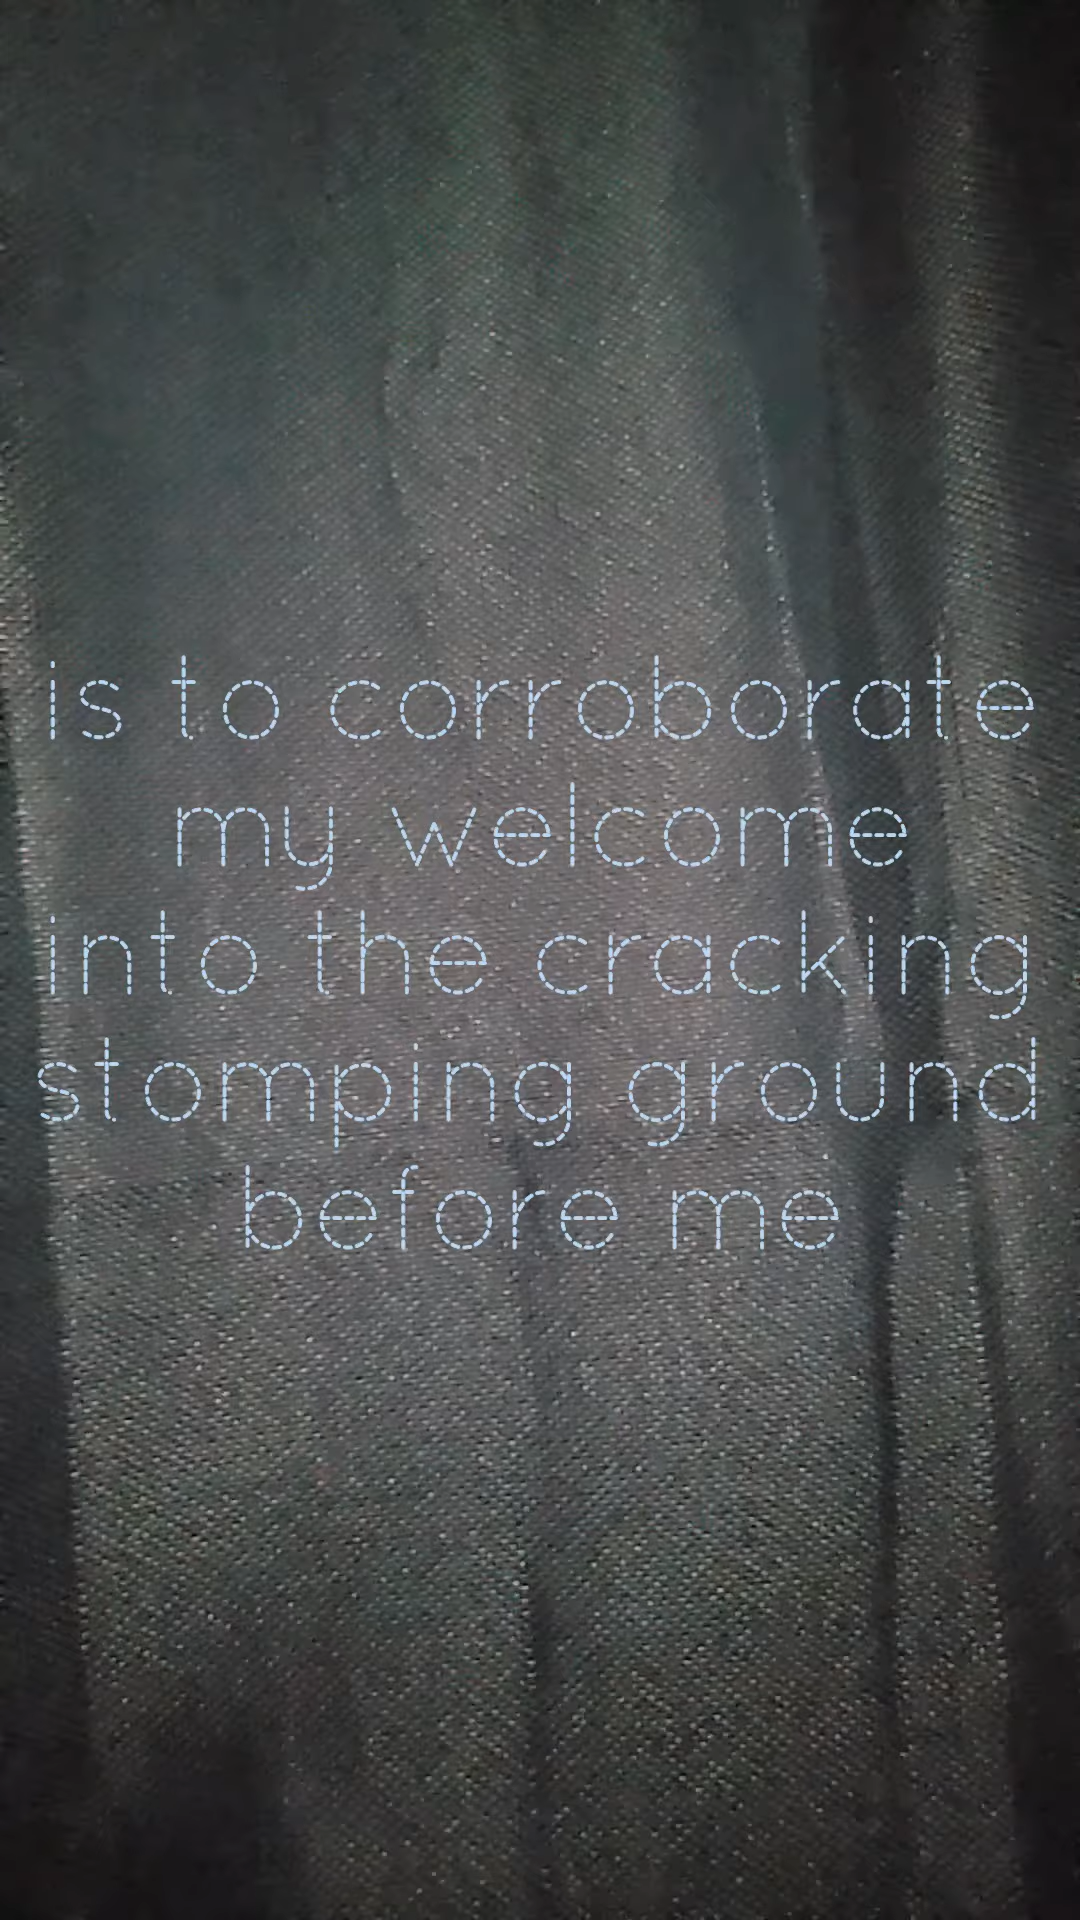 is to corroborate
my welcome
into the cracking
stomping ground
before me